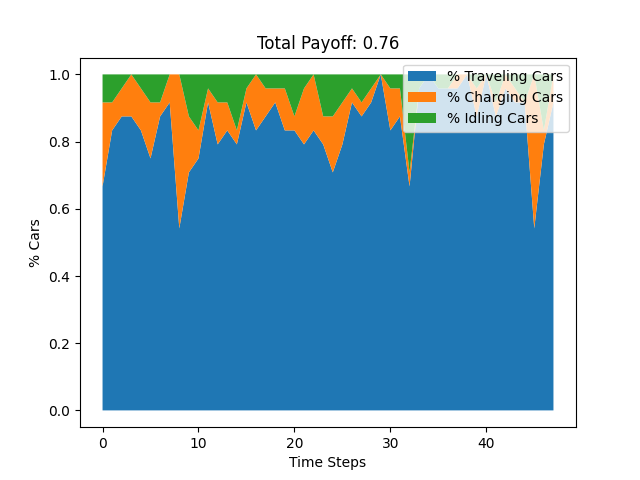 Total Payoff: 0.76
% Traveling Cars
% Charging Cars
% Idling Cars
% Cars
1.0
0.8
0.6
0.4
0.2
0.0
0 10 20 30 40
Time Steps